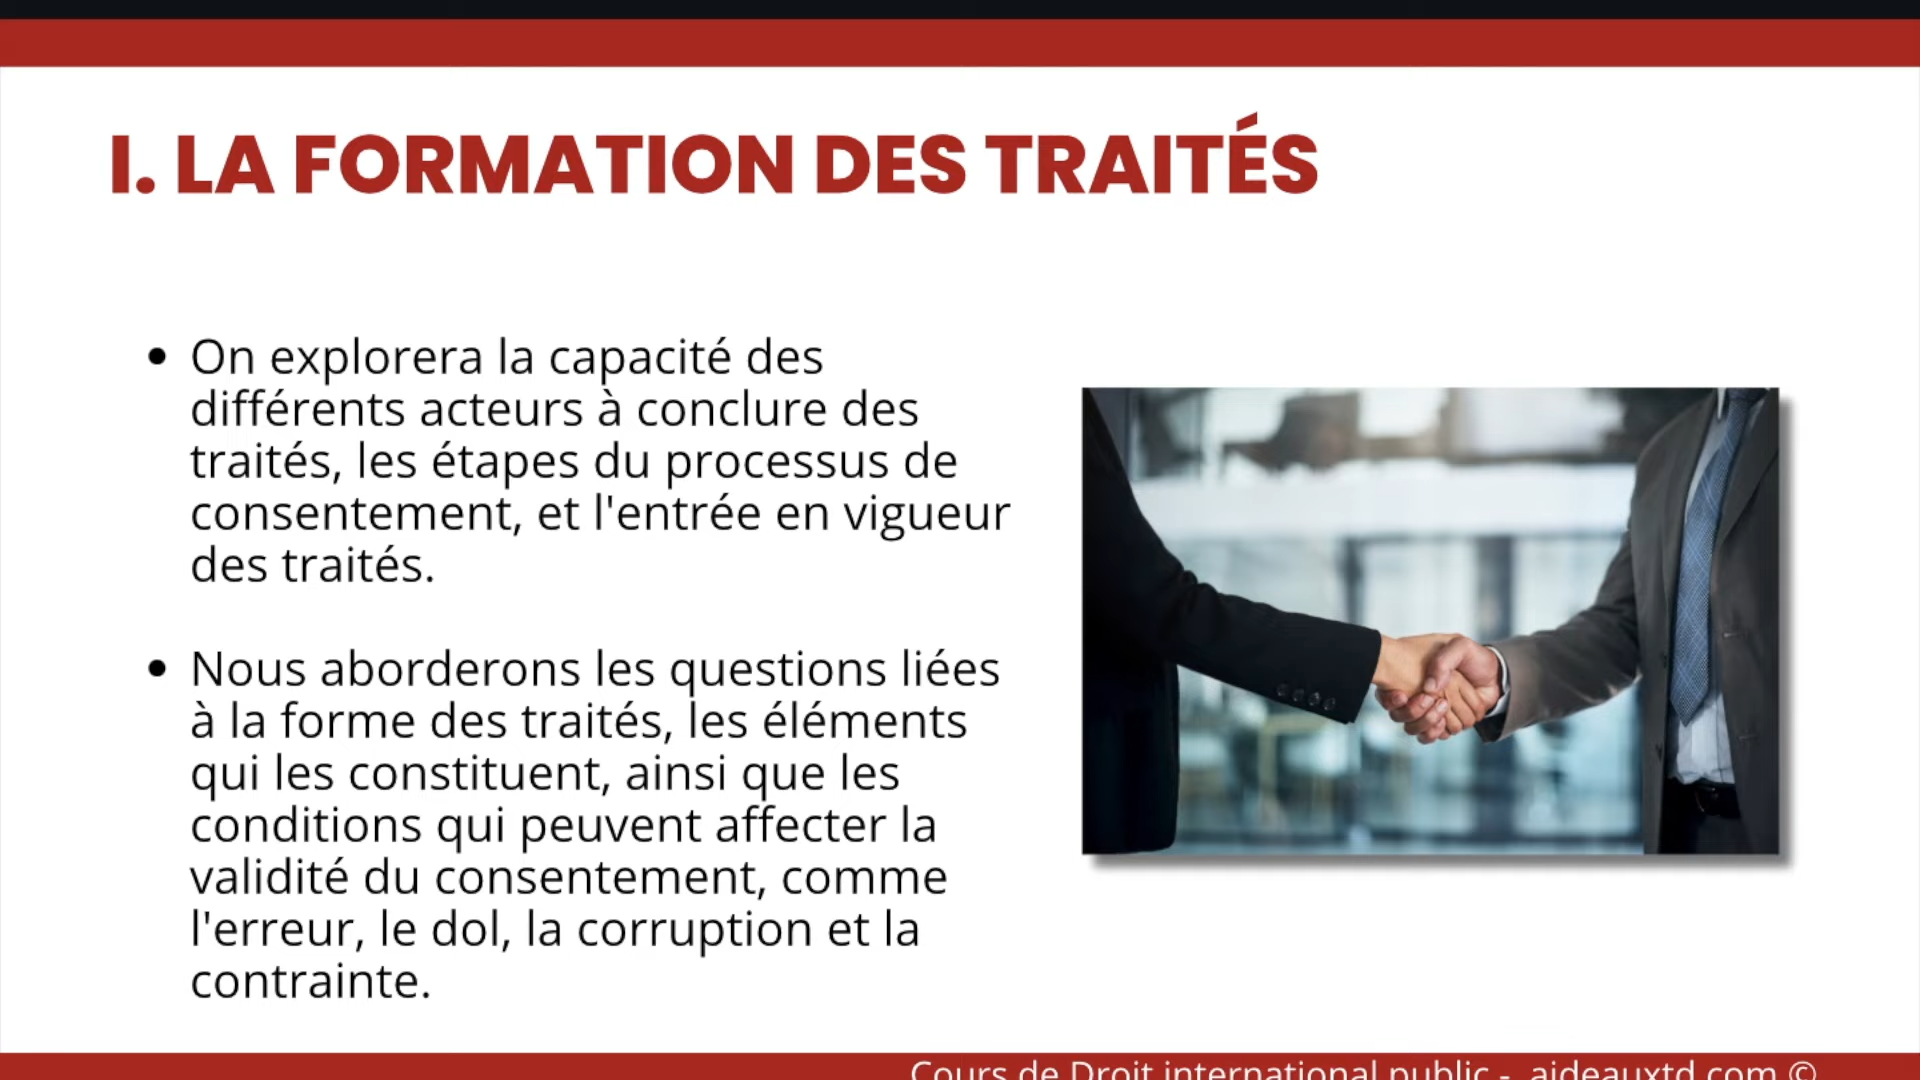 I. LA FORMATION DES TRAITÉS
• On explorera la capacité des
différents acteurs à conclure des
traités, les étapes du processus de
consentement, et l'entrée en vigueur
des traités.
• Nous aborderons les questions liées
à la forme des traités, les éléments
qui les constituent, ainsi que les
conditions qui peuvent affecter la
validité du consentement, comme
l'erreur, le dol, la corruption et la
contrainte.
Cours de Droit international public - aideauxtd.com ©